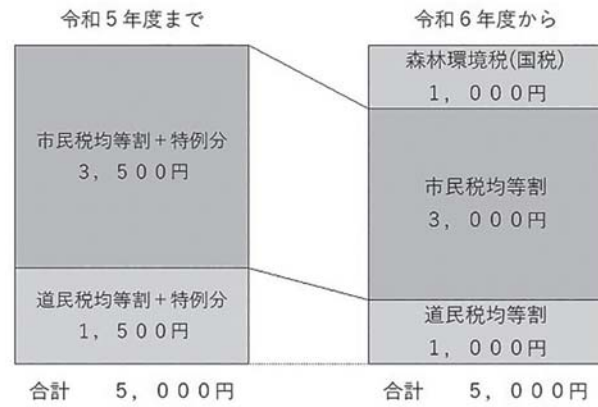 令和５年度まで
市民税均等割＋特例分
３，５００円
道民税均等割＋特例分
１，５００円
合計　５，０００円
令和６年度から
森林環境税(国税)
１，０００円
市民税均等割
３，０００円
道民税均等割
１，０００円
合計　５，０００円